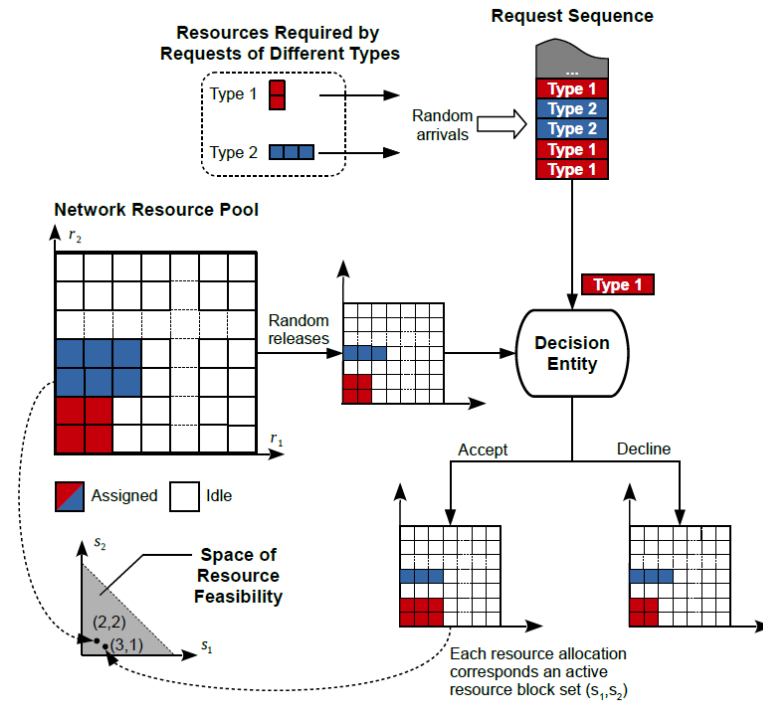 Resources Required by
Requests of Different Types
Type 1
Type 2
Random
arrivals
Request Sequence
...
Type 1
Type 2
Type 2
Type 1
Type 1
Network Resource Pool
r2
r1
Random
releases
Type 1
Decision
Entity
Accept
Decline
Assigned
Idle
s2
Space of
Resource
Feasibility
(2,2)
(3,1)
s1
Each resource allocation
corresponds an active
resource block set (s1,s2)